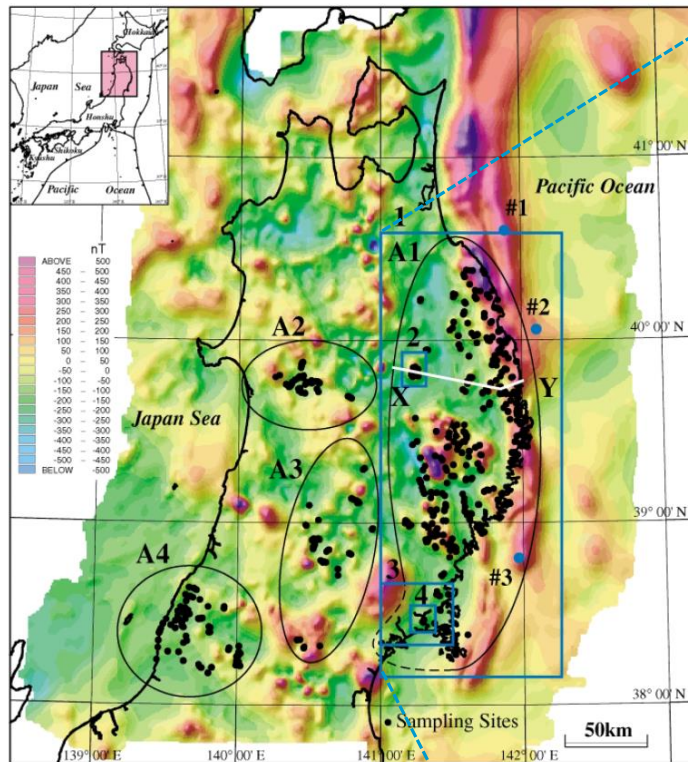 Hokkaido
Japan Sea
Honshu
Kyushu
Shikoku
Pacific Ocean
nT
ABOVE 500
450 – 500
400 – 450
350 – 400
300 – 350
250 – 300
200 – 250
150 – 200
100 – 150
50 – 100
0 – 50
-50 – 0
-100 – -50
-150 – -100
-200 – -150
-250 – -200
-300 – -250
-350 – -300
-400 – -350
-450 – -400
-500 – -450
BELOW -500
41° 00' N
Pacific Ocean
#1
1
A1
#2
40° 00' N
A2
2
X
Y
Japan Sea
A3
39° 00' N
A4
3
#3
4
38° 00' N
Sampling Sites
50km
139° 00' E
140° 00' E
141° 00' E
142° 00' E